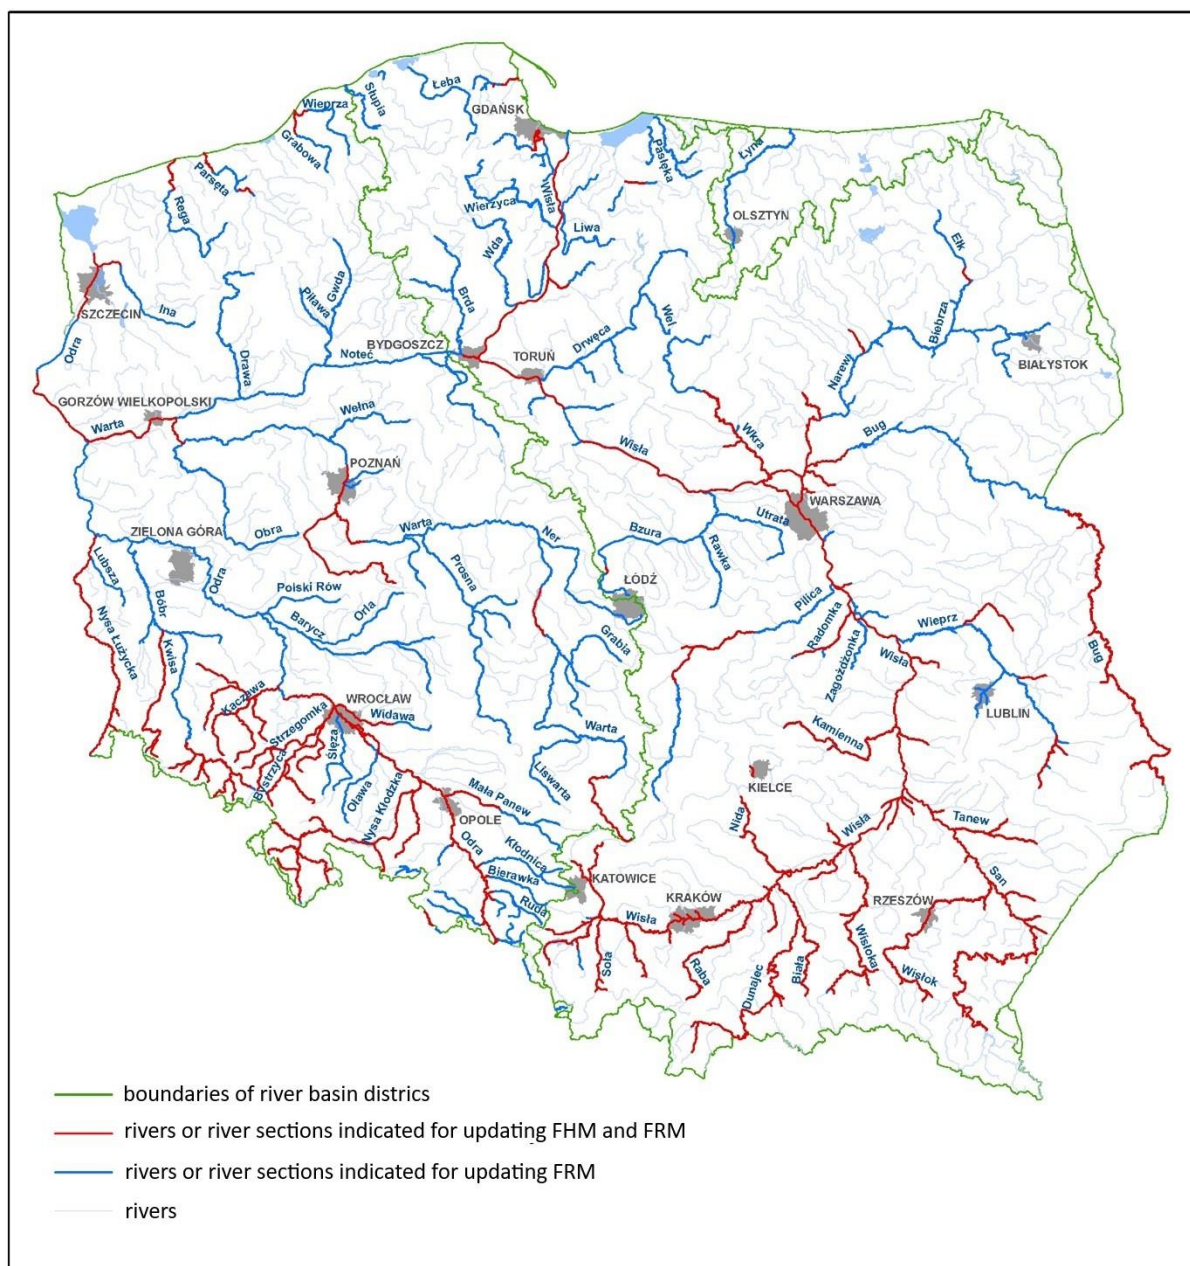 Łeba
Słupia
Wieprza
GDAŃSK
Grabowa
Pasłęka
Łyna
Parsęta
Rega
Wisła
Wierzyca
Liwa
OLSZTYN
Wda
Ełk
Gwda
Piława
Brda
Ina
SZCZECIN
Wel
Biebrza
Odra
Drwęca
BYDGOSZCZ
TORUŃ
Noteć
Drawa
Narew
BIAŁYSTOK
GORZÓW WIELKOPOLSKI
Wełna
Warta
Wkra
Bug
Wisła
POZNAŃ
WARSZAWA
Utrata
ZIELONA GÓRA
Obra
Warta
Ner
Bzura
Rawka
Lubsza
Odra
Prosna
ŁÓDŹ
Polski Rów
Bóbr
Orla
Barycz
Pilica
Radomka
Wieprz
Nysa Łużycka
Kwisa
Grabia
Zagożdżonka
Wisła
Bug
Kaczawa
WROCŁAW
Widawa
Strzegomka
Warta
LUBLIN
Kamienna
Ślęza
Bystrzyca
Oława
Nysa Kłodzka
Mała Panew
Liswarta
KIELCE
OPOLE
Nida
Wisła
Tanew
Odra
Kłodnica
Bierawka
KATOWICE
San
Ruda
KRAKÓW
RZESZÓW
Wisła
Soła
Raba
Dunajec
Biała
Wisłoka
Wisłok
boundaries of river basin districs
rivers or river sections indicated for updating FHM and FRM
rivers or river sections indicated for updating FRM
rivers